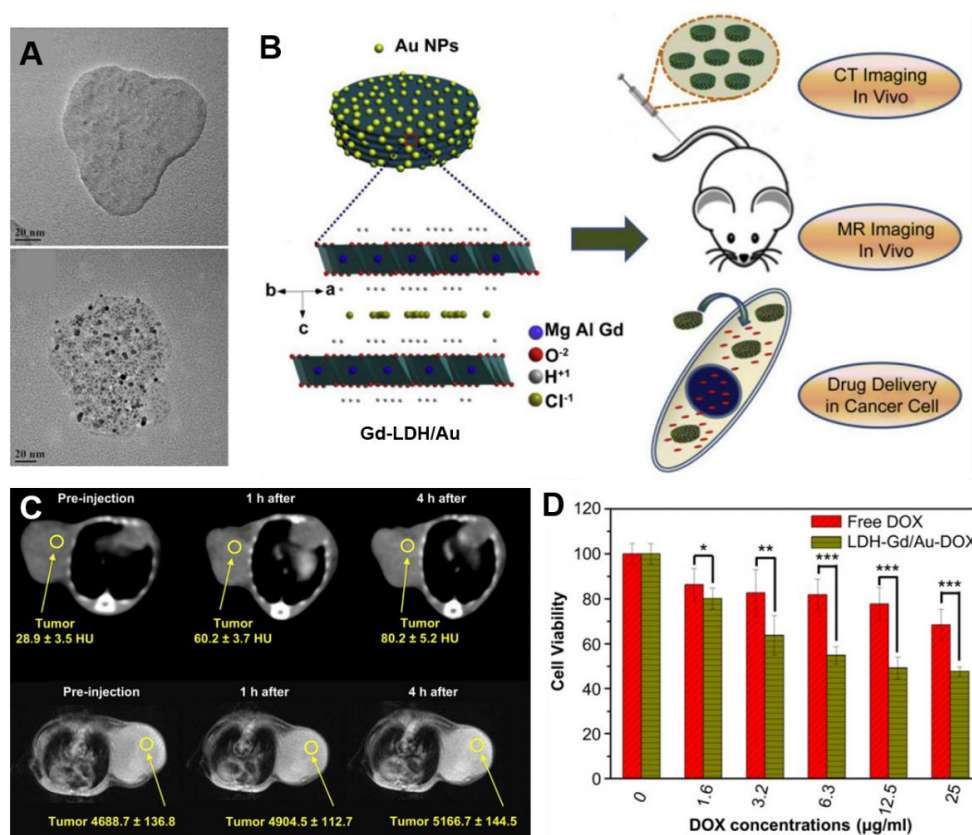 A
20 nm
20 nm
B
Au NPs
b
a
c
Mg Al Gd
O-2
H+1
Cl-1
Gd-LDH/Au
CT Imaging
In Vivo
MR Imaging
In Vivo
Drug Delivery
in Cancer Cell
C
Pre-injection
1 h after
4 h after
Tumor
28.9 ± 3.5 HU
Tumor
60.2 ± 3.7 HU
Tumor
80.2 ± 5.2 HU
Pre-injection
1 h after
4 h after
Tumor 4688.7 ± 136.8
Tumor 4904.5 ± 112.7
Tumor 5166.7 ± 144.5
D
Free DOX
LDH-Gd/Au-DOX
*
**
***
***
***
Cell Viability
120
100
80
60
40
20
0
0
1.6
3.2
6.3
12.5
25
DOX concentrations (µg/ml)